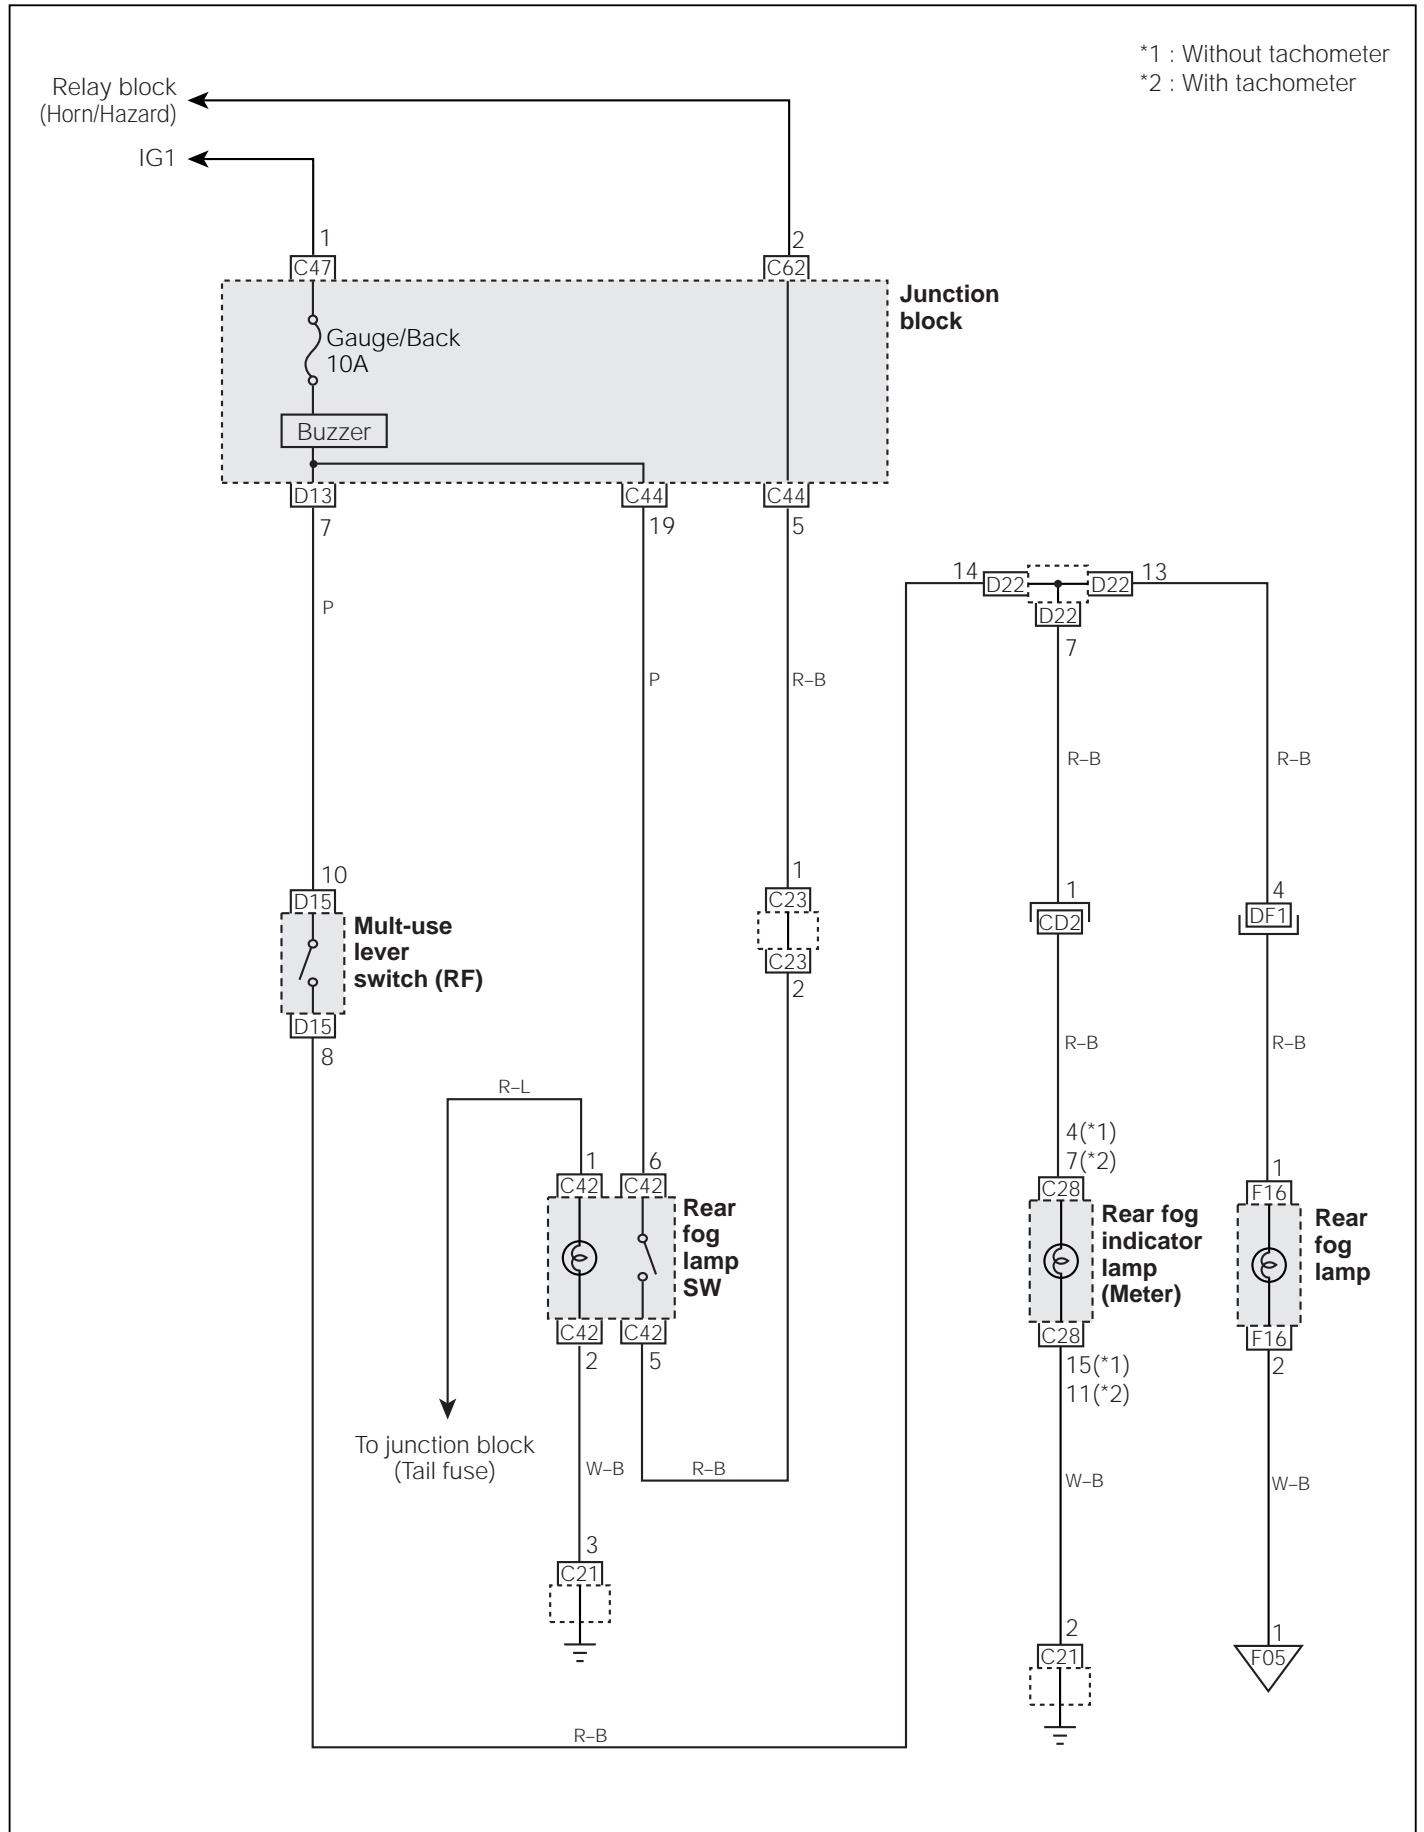 *1 : Without tachometer
*2 : With tachometer
Relay block
(Horn/Hazard)
IG1
1
2
C47
C62
Junction
block
Gauge/Back
10A
Buzzer
D13
C44
C44
7
19
5
14
D22
D22
13
D22
7
P
P
R–B
R–B
R–B
10
D15
Mult-use
lever
switch (RF)
D15
8
1
C23
C23
2
1
CD2
4
DF1
R–B
R–B
R–L
1
6
C42
C42
Rear
fog
lamp
SW
C42
C42
2
5
4(*1)
7(*2)
C28
Rear fog
indicator
lamp
(Meter)
C28
15(*1)
11(*2)
1
F16
Rear
fog
lamp
F16
2
To junction block
(Tail fuse)
W–B
R–B
W–B
W–B
3
C21
2
C21
1
F05
R–B